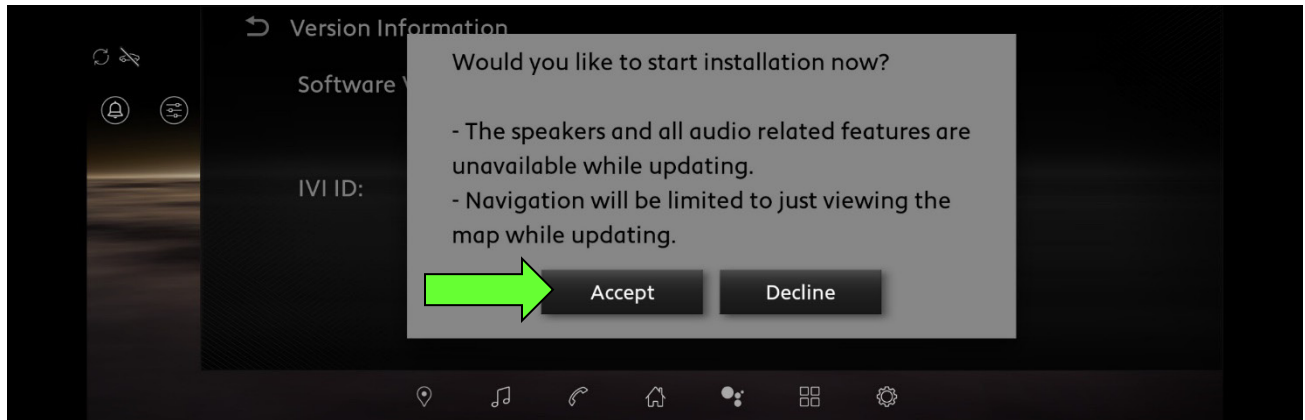 Version Information
Software V
Would you like to start installation now?
- The speakers and all audio related features are
unavailable while updating.
IVI ID:
- Navigation will be limited to just viewing the
map while updating.
Accept
Decline